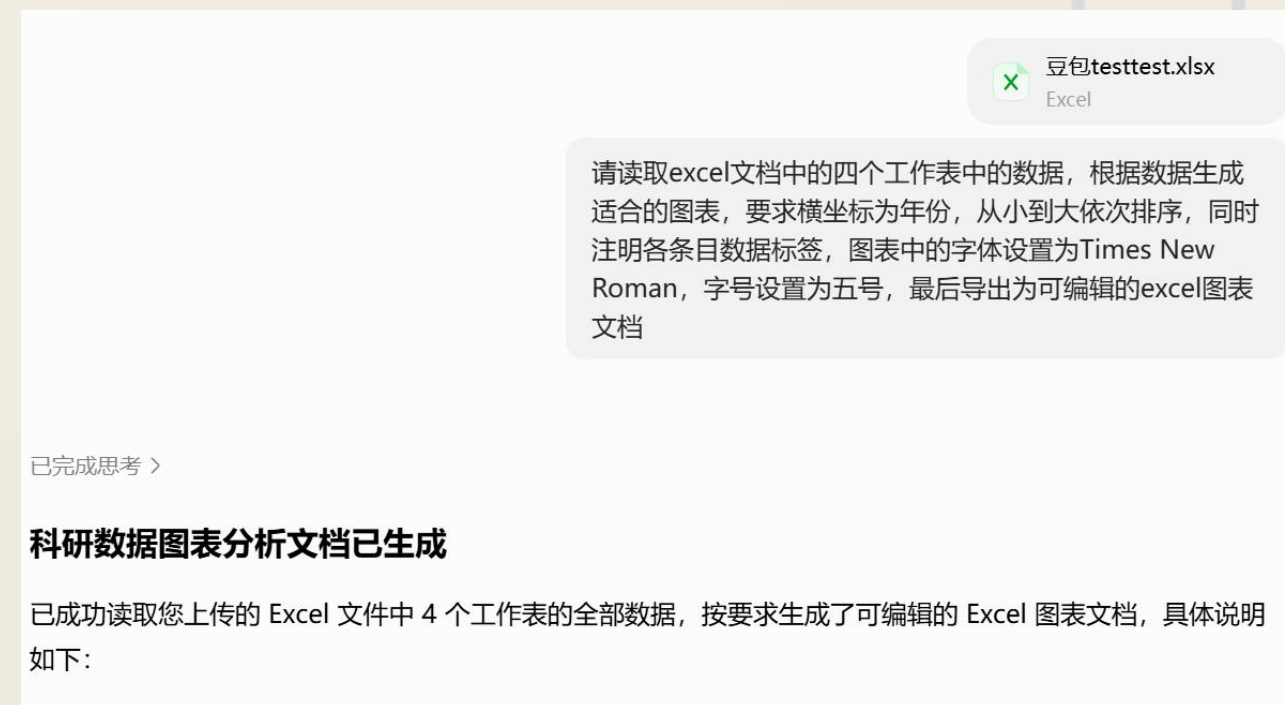 豆包testtest.xlsx
Excel
请读取excel文档中的四个工作表中的数据，根据数据生成
适合的图表，要求横坐标为年份，从小到大依次排序，同时
注明各条目数据标签，图表中的字体设置为Times New
Roman，字号设置为五号，最后导出为可编辑的excel图表
文档
已完成思考 >
科研数据图表分析文档已生成
已成功读取您上传的 Excel 文件中 4 个工作表的全部数据，按要求生成了可编辑的 Excel 图表文档，具体说明
如下：